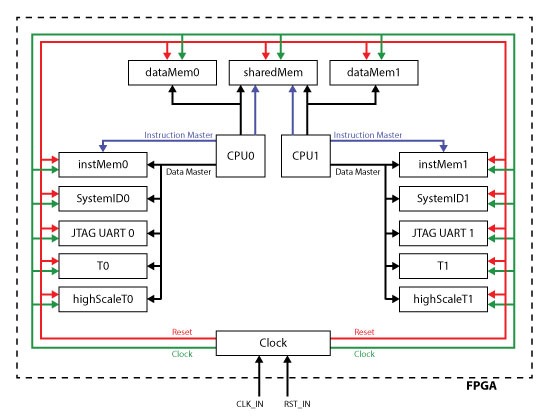 dataMem0
sharedMem
dataMem1
Instruction Master
Instruction Master
CPU0
CPU1
instMem0
Data Master
Data Master
instMem1
SystemID0
SystemID1
JTAG UART 0
JTAG UART 1
T0
T1
highScaleT0
highScaleT1
Reset
Clock
Reset
Clock
Clock
FPGA
CLK_IN
RST_IN